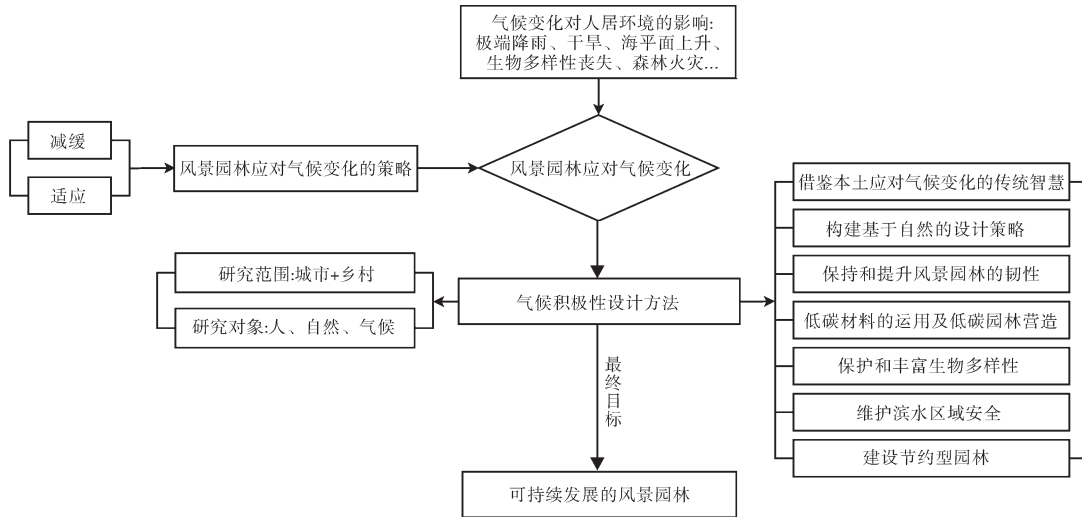 气候变化对人居环境的影响:
极端降雨、干旱、海平面上升、
生物多样性丧失、森林火灾...
减缓
适应
风景园林应对气候变化的策略
风景园林应对气候变化
借鉴本土应对气候变化的传统智慧
构建基于自然的设计策略
保持和提升风景园林的韧性
低碳材料的运用及低碳园林营造
保护和丰富生物多样性
维护滨水区域安全
建设节约型园林
研究范围:城市+乡村
研究对象:人、自然、气候
气候积极性设计方法
最终目标
可持续发展的风景园林